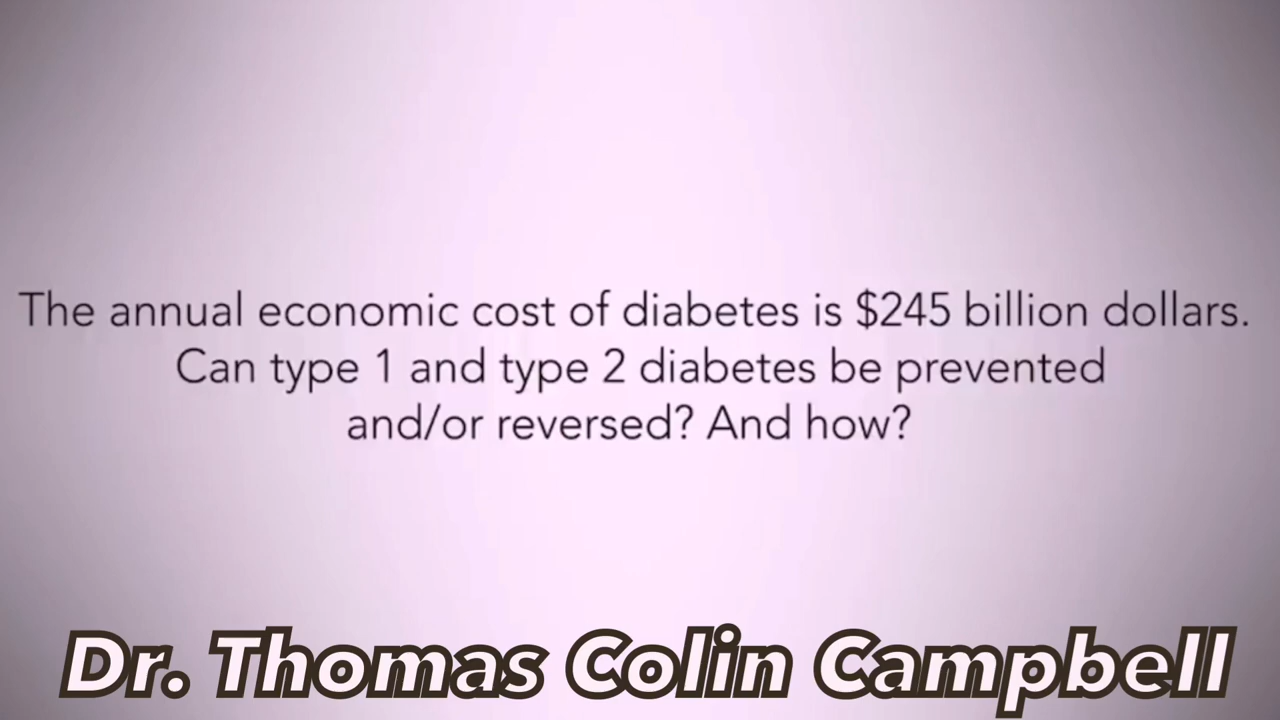 The annual economic cost of diabetes is $245 billion dollars.
Can type 1 and type 2 diabetes be prevented
and/or reversed? And how?
Dr. Thomas Colin Campbell